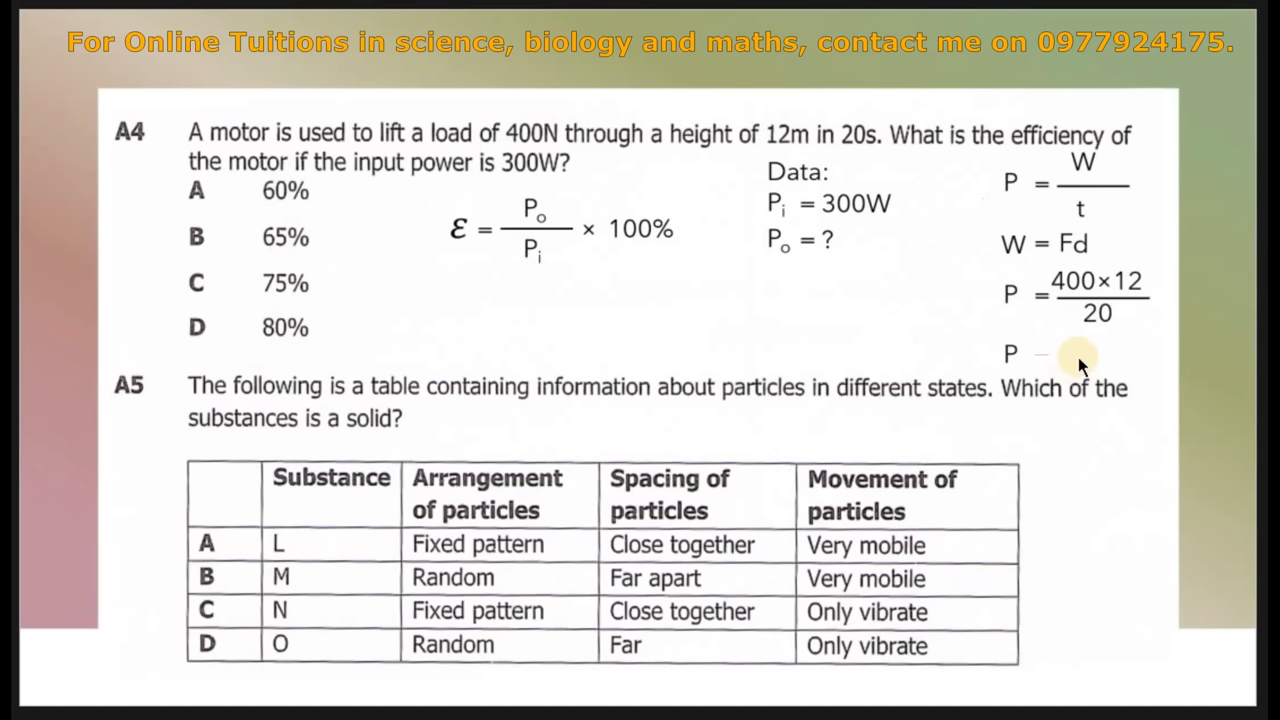 For Online Tuitions in science, biology and maths, contact me on 0977924175.
A4 A motor is used to lift a load of 400N through a height of 12m in 20s. What is the efficiency of
the motor if the input power is 300W?
A 60%
B 65%
C 75%
D 80%
ε = Pₒ / Pᵢ × 100%
Data:
Pᵢ = 300W
Pₒ = ?
P = W / t
W = Fd
P = 400×12 / 20
P =
A5 The following is a table containing information about particles in different states. Which of the
substances is a solid?
Substance Arrangement of particles Spacing of particles Movement of particles
A L Fixed pattern Close together Very mobile
B M Random Far apart Very mobile
C N Fixed pattern Close together Only vibrate
D O Random Far Only vibrate